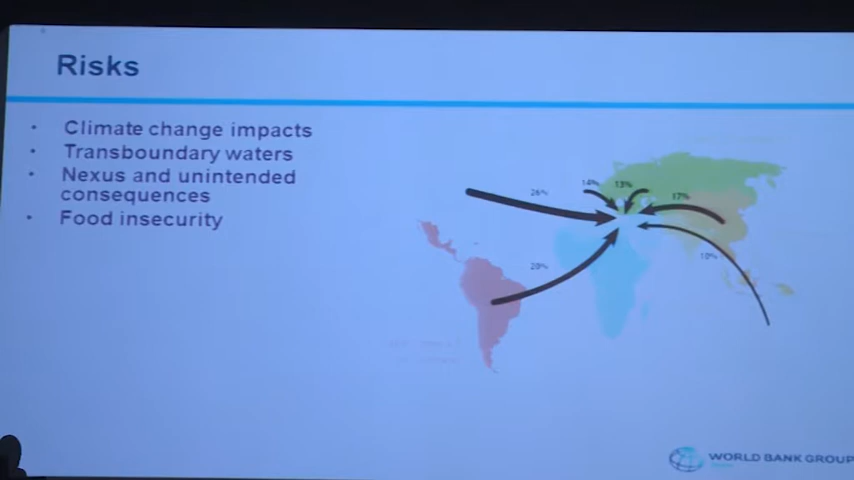 Risks
• Climate change impacts
• Transboundary waters
• Nexus and unintended
consequences
• Food insecurity
26%
14%
13%
17%
10%
20%
WORLD BANK GROUP